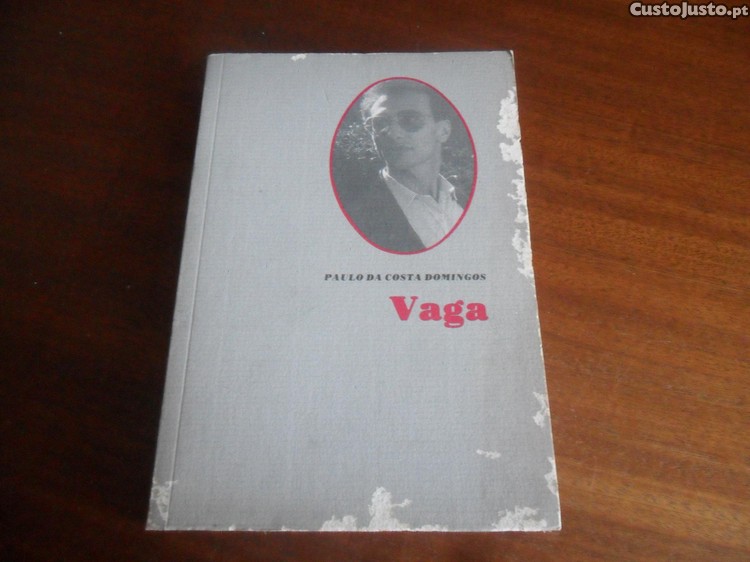 CustoJusto.pt
PAULO DA COSTA DOMINGOS
Vaga